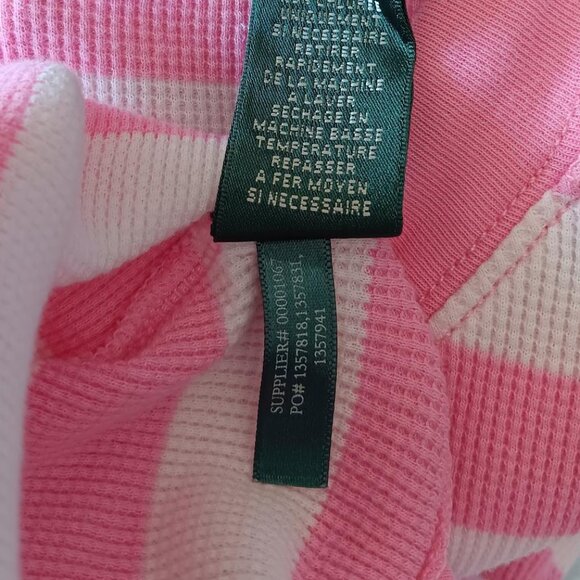 UNIQUEMENT
SI NECESSAIRE
RETIRER
RAPIDEMENT
DE LA MACHINE
A LAVER
SECHAGE EN
MACHINE BASSE
TEMPERATURE
REPASSER
A FER MOYEN
SI NECESSAIRE
SUPPLIER# 00001067
PO# 1357818,1357831,
1357941